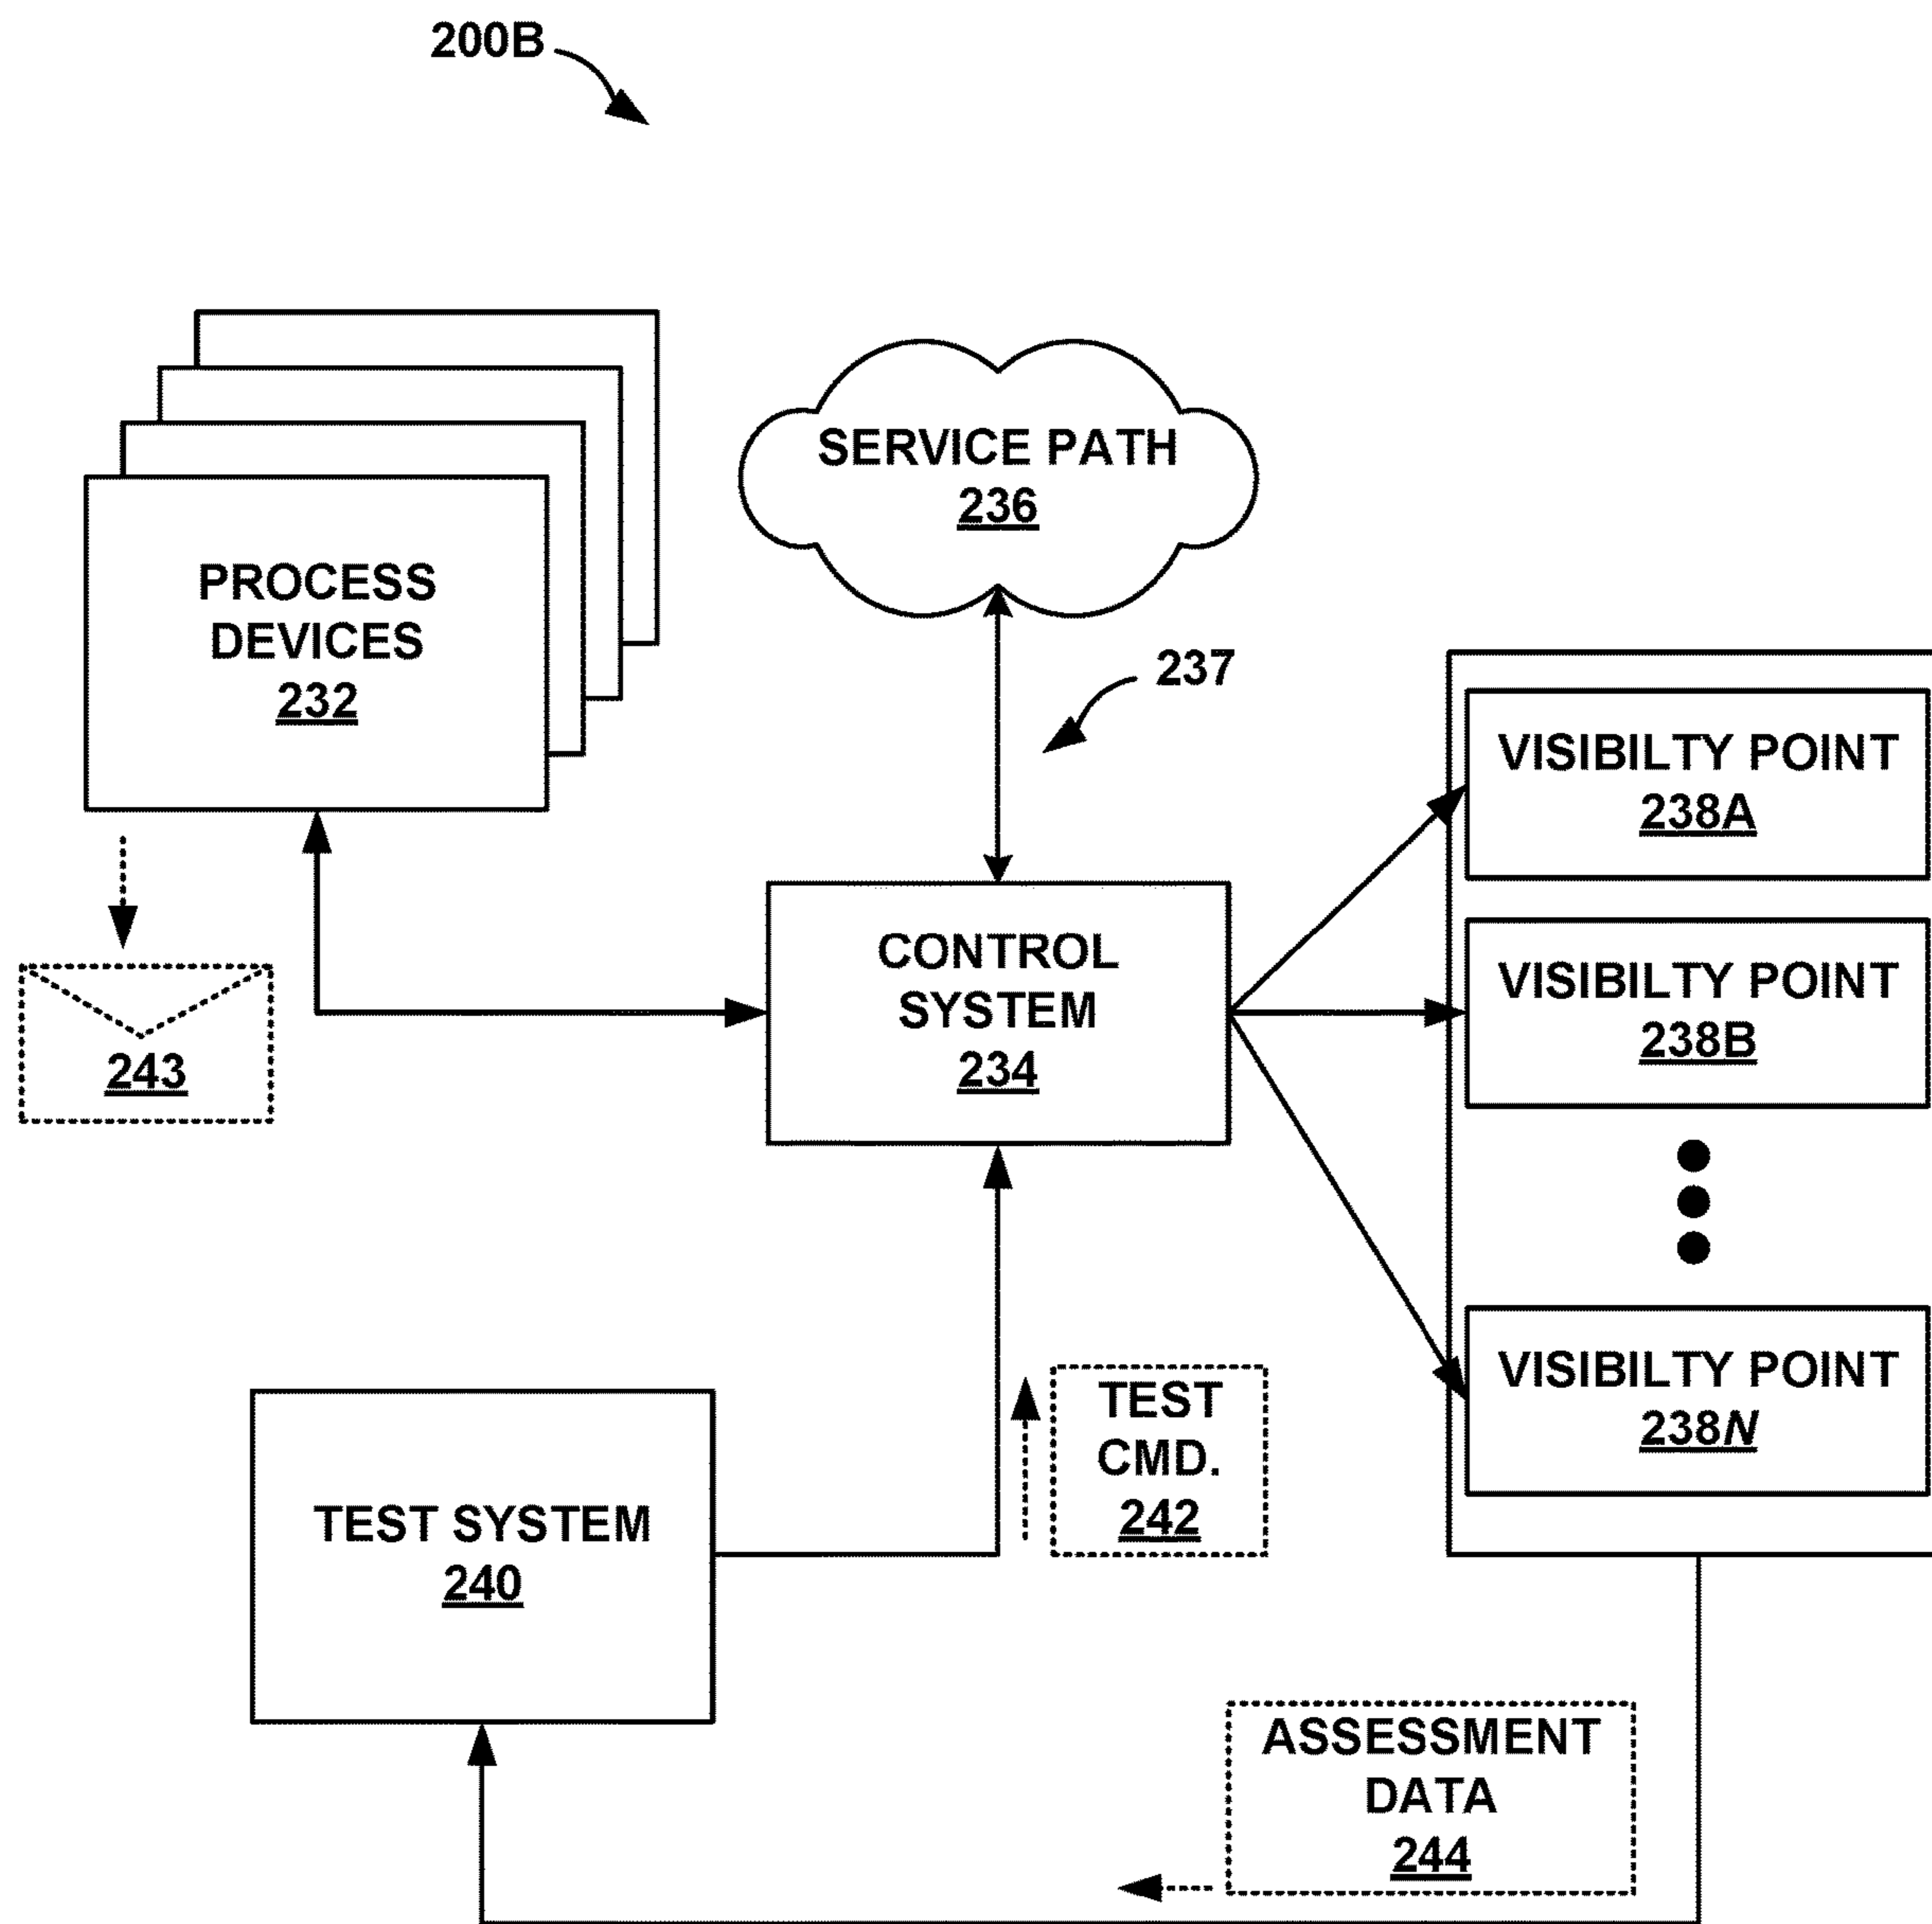 200B
SERVICE PATH
236
PROCESS
DEVICES
232
237
VISIBILTY POINT
238A
CONTROL
SYSTEM
234
VISIBILTY POINT
238B
243
VISIBILTY POINT
238N
TEST
CMD.
242
TEST SYSTEM
240
ASSESSMENT
DATA
244